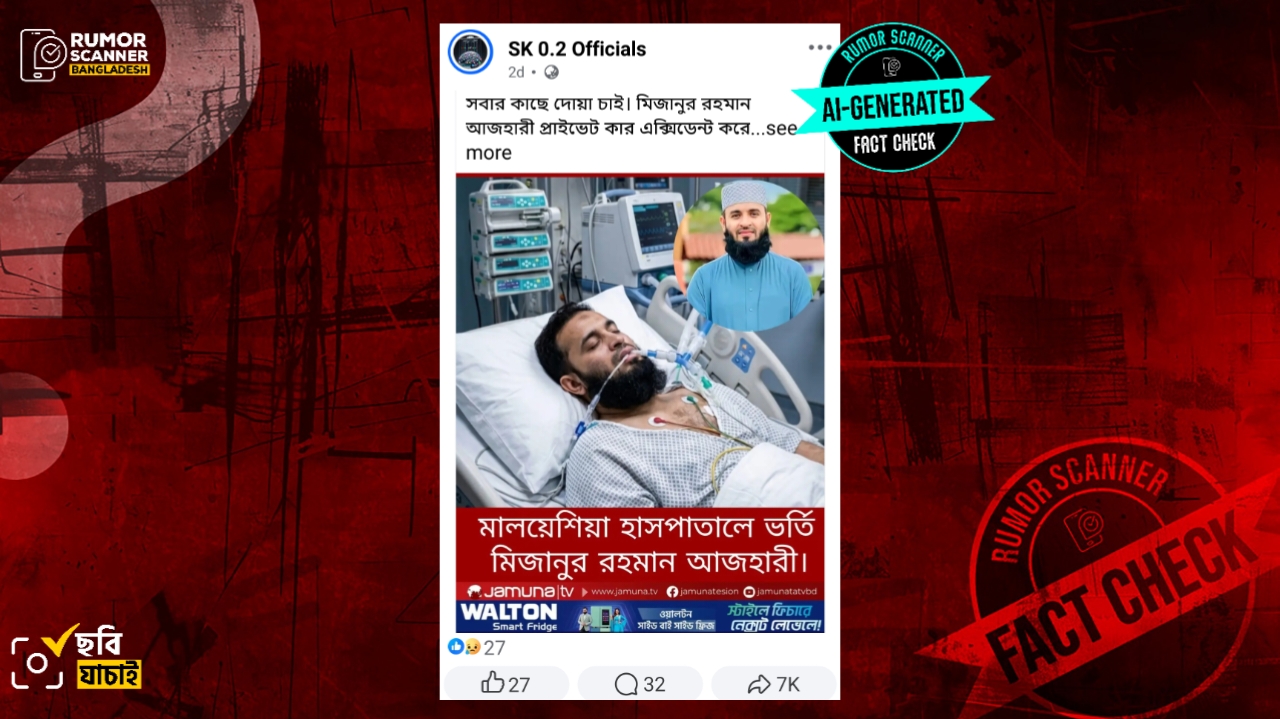 RUMOR
SCANNER
BANGLADESH
SK 0.2 Officials
2d
সবার কাছে দোয়া চাই। মিজানুর রহমান
আজহারী প্রাইভেট কার এক্সিডেন্ট করে...see
more
RUMOR SCANNER
AI-GENERATED
FACT CHECK
মালয়েশিয়া হাসপাতালে ভর্তি
মিজানুর রহমান আজহারী।
Jamuna|tv
www.jamuna.tv
jamunatesion
jamunatatvbd
WALTON
Smart Fridge
ওয়ালটন
সাইড বাই সাইড ফ্রিজ
স্টাইলে ফিচারে
নেক্সট লেভেলে!
27
27
32
7K
RUMOR SCANNER
FACT CHECK
ছবি
যাচাই